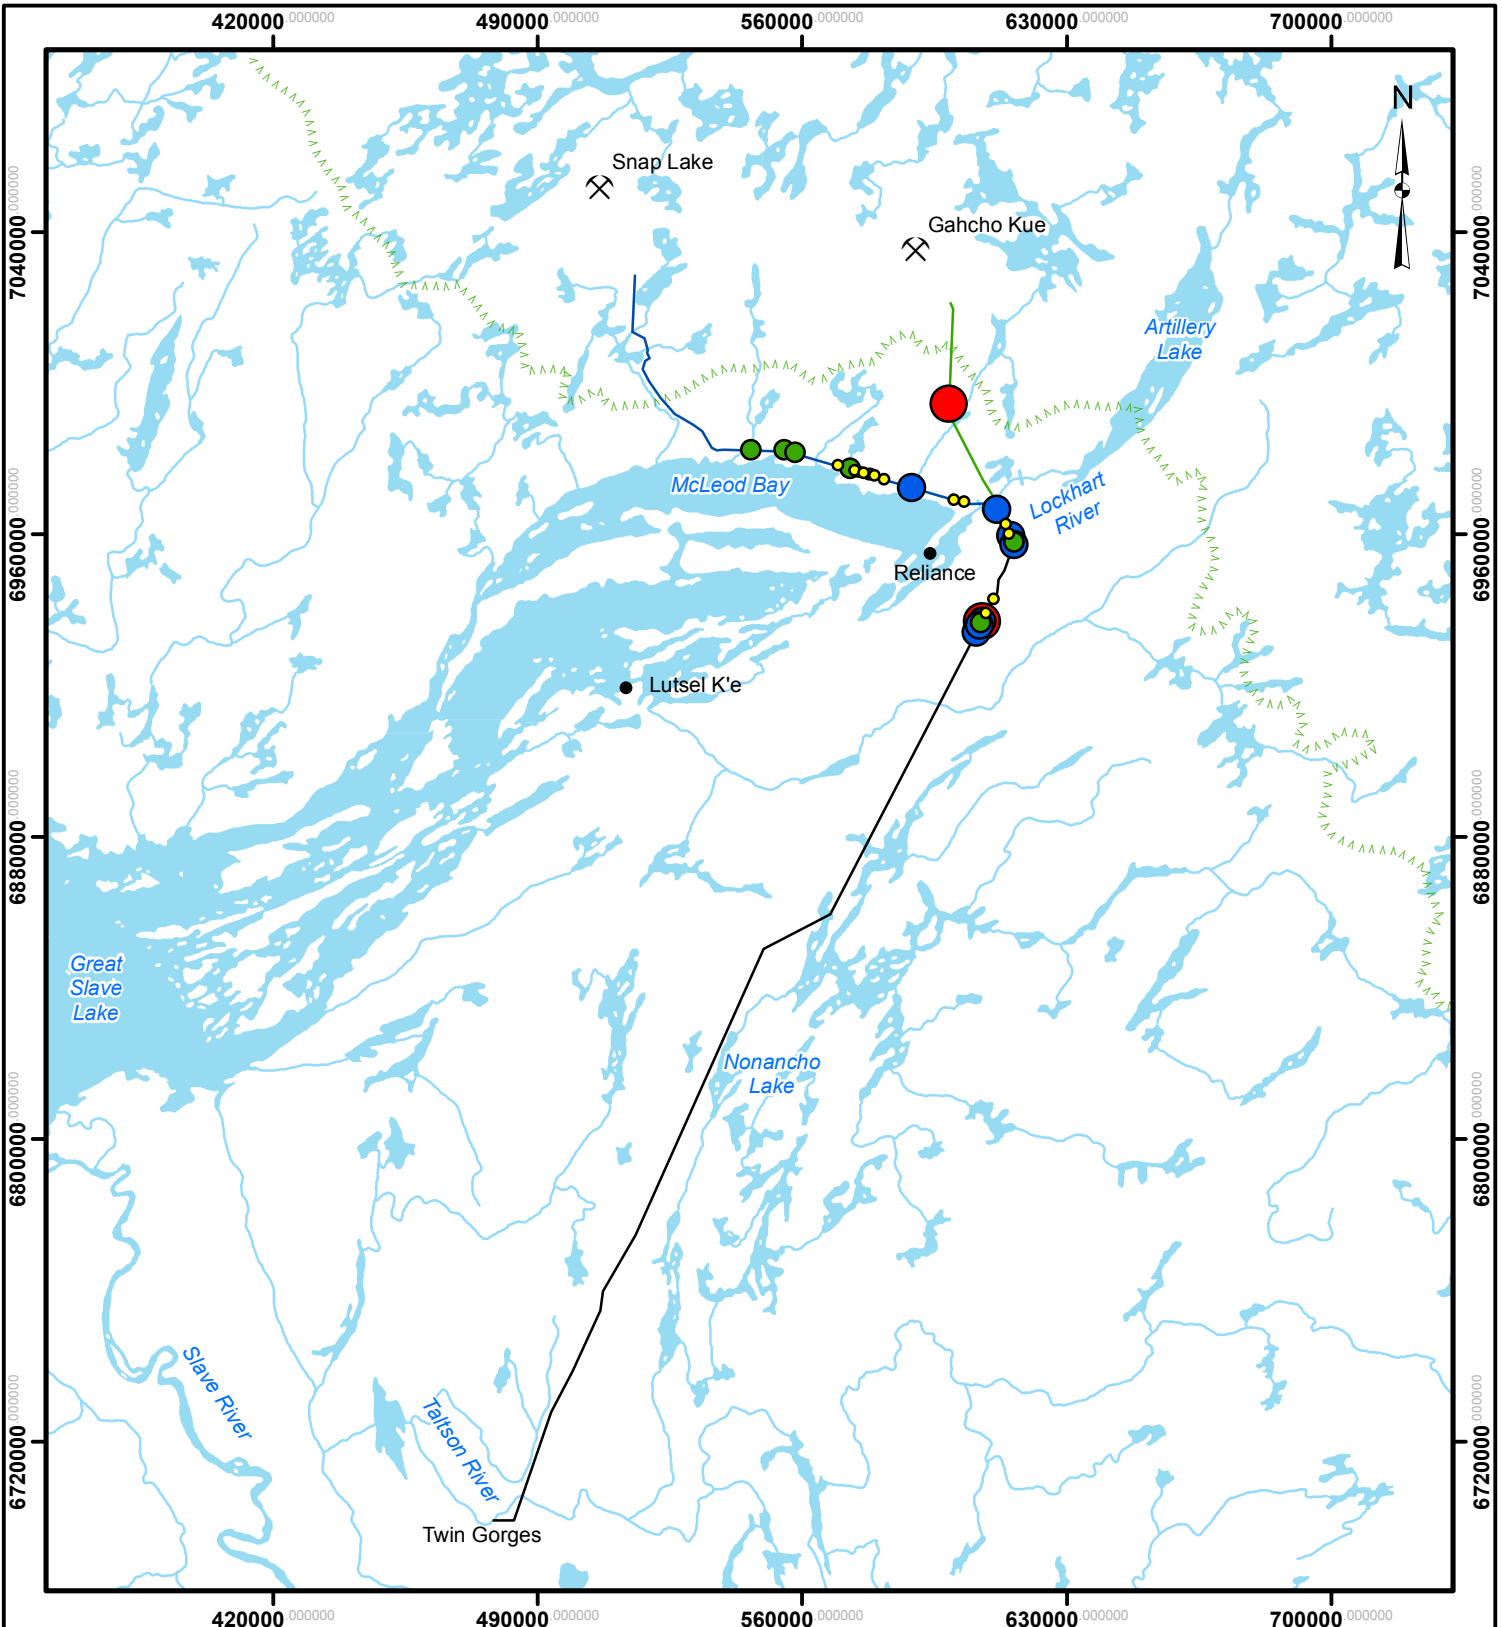 420000.000000 490000.000000 560000.000000 630000.000000 700000.000000
N
Snap Lake
Gahcho Kue
7040000.000000
7040000.000000
Artillery
Lake
McLeod Bay
Lockhart
River
6960000.000000
6960000.000000
Reliance
Lutsel K'e
6880000.000000
6880000.000000
Great
Slave
Lake
Nonancho
Lake
6800000.000000
6800000.000000
Slave River
Taltson River
6720000.000000
6720000.000000
Twin Gorges
420000.000000 490000.000000 560000.000000 630000.000000 700000.000000